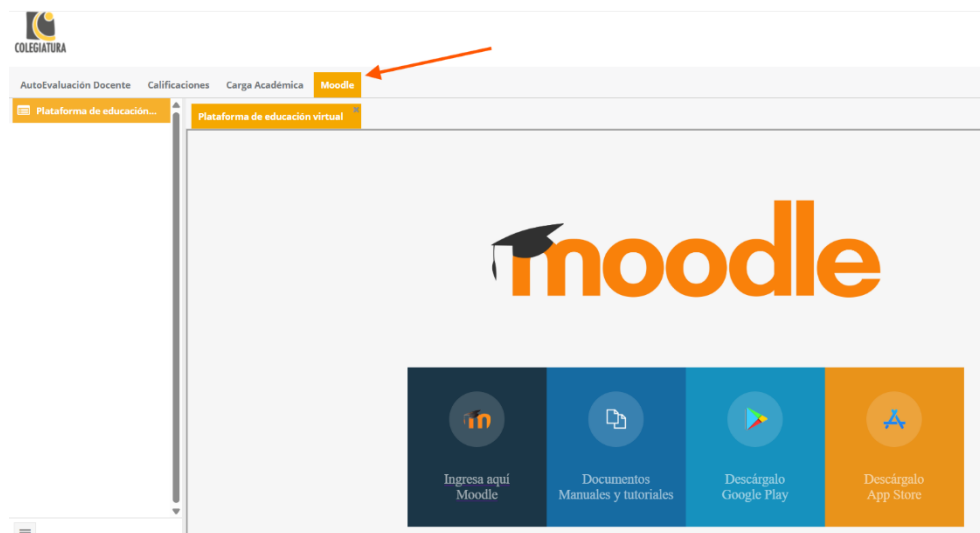 COLEGIATURA
AutoEvaluación Docente Calificaciones Carga Académica Moodle
Plataforma de educación...
Plataforma de educación virtual
moodle
Ingresa aquí
Moodle
Documentos
Manuales y tutoriales
Descárgalo
Google Play
Descárgalo
App Store